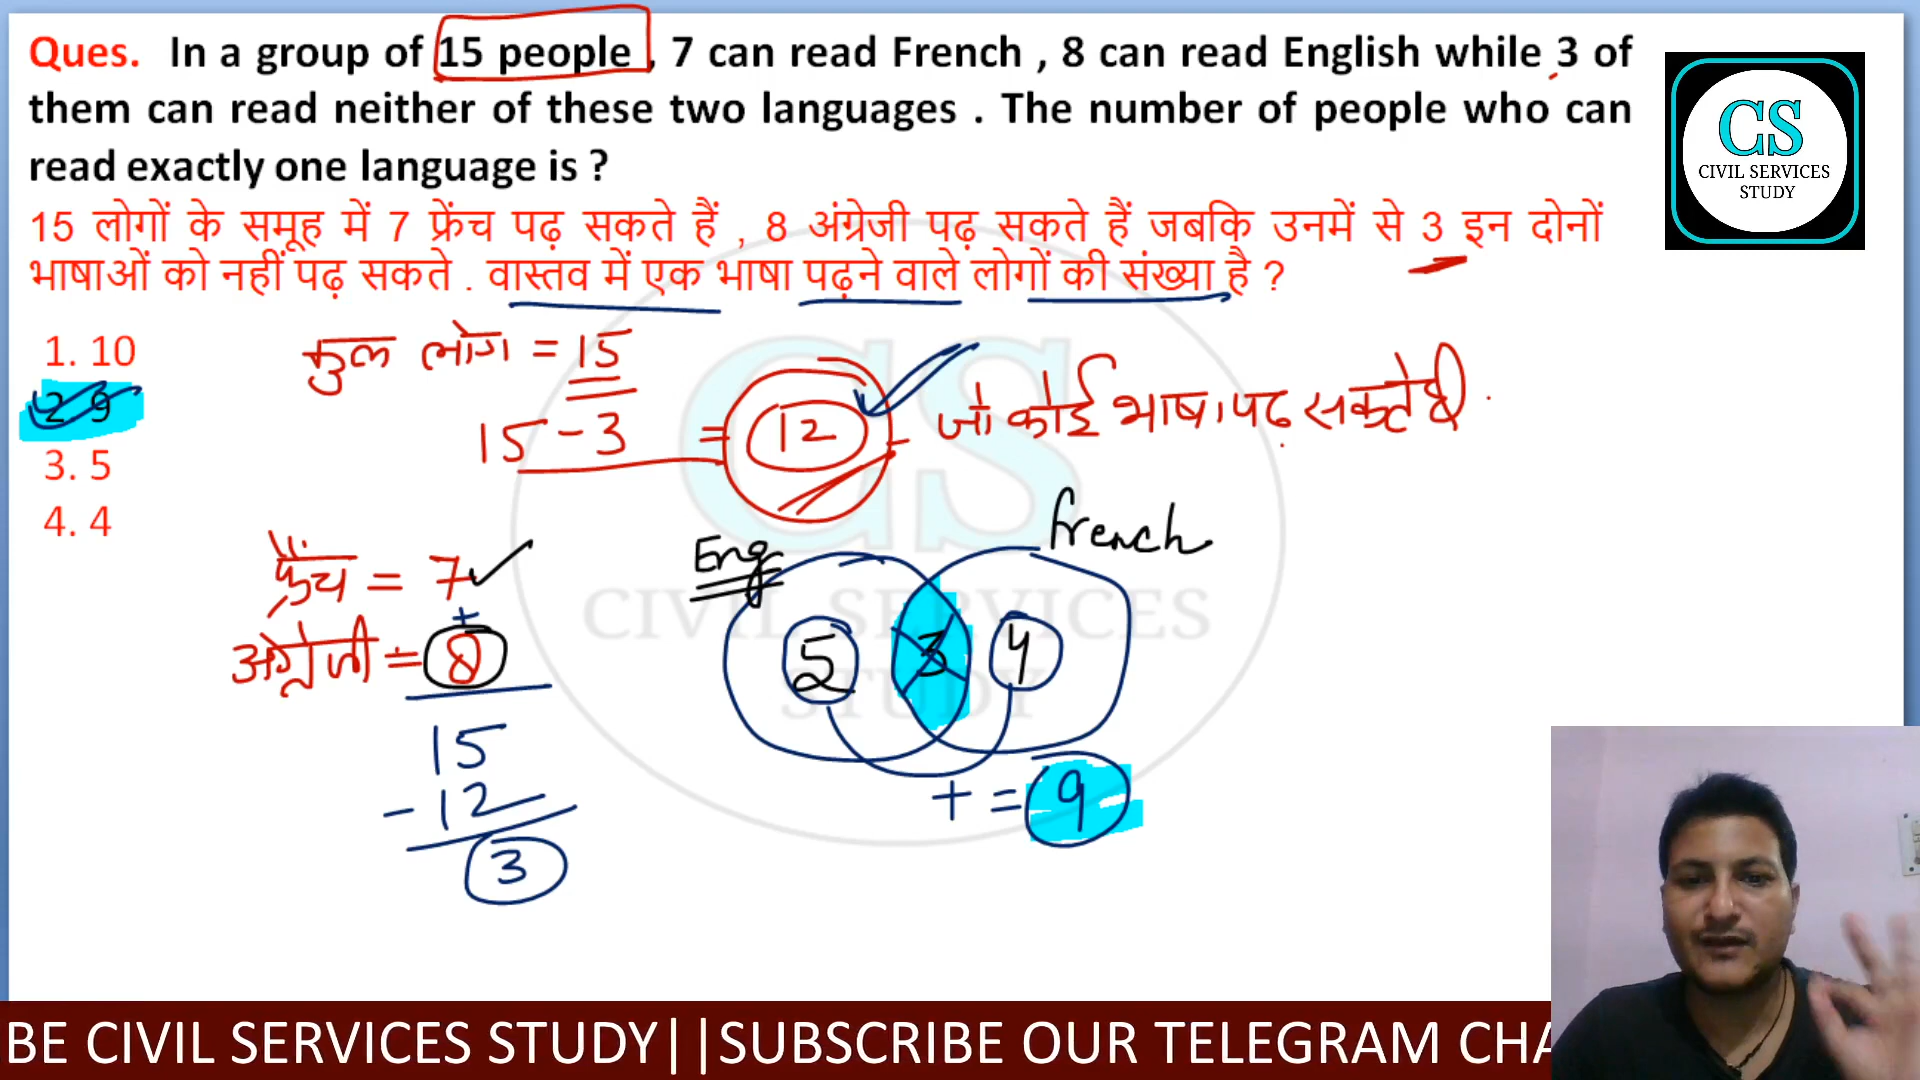 Ques. In a group of 15 people , 7 can read French , 8 can read English while 3 of
them can read neither of these two languages . The number of people who can
read exactly one language is ?
15 लोगों के समूह में 7 फ्रेंच पढ़ सकते हैं , 8 अंग्रेजी पढ़ सकते हैं जबकि उनमें से 3 इन दोनों
भाषाओं को नहीं पढ़ सकते . वास्तव में एक भाषा पढ़ने वाले लोगों की संख्या है ?
CS
CIVIL SERVICES
STUDY
1. 10
2 9
3. 5
4. 4
कुल लोग = 15
15 - 3 = 12 - जो कोई भाषा पढ़ सकते हैं .
फ्रेंच = 7
+
अंग्रेजी = 8
15
- 12
3
Eng
French
5 3 4
+ = 9
CS
CIVIL SERVICES
STUDY
BE CIVIL SERVICES STUDY||SUBSCRIBE OUR TELEGRAM CHA